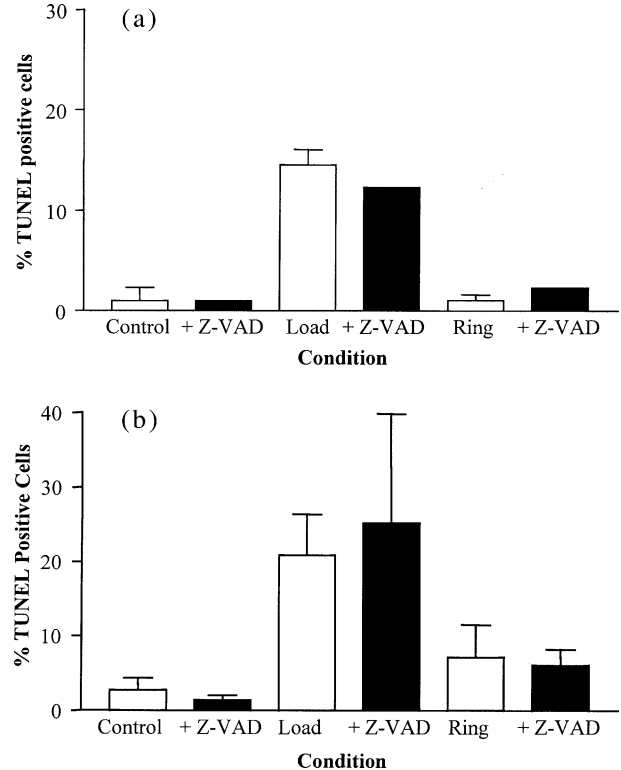 (a)
% TUNEL positive cells
30
20
10
0
Control + Z-VAD Load + Z-VAD Ring + Z-VAD
Condition
(b)
% TUNEL Positive Cells
40
30
20
10
0
Control + Z-VAD Load + Z-VAD Ring + Z-VAD
Condition